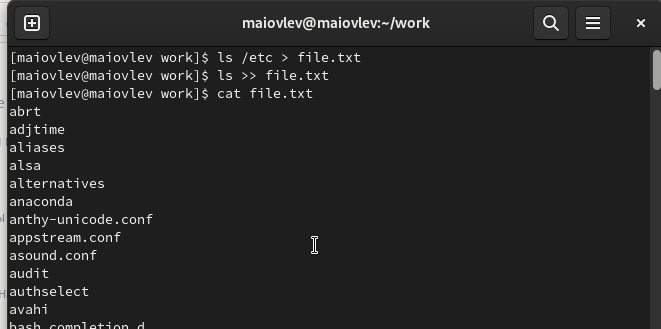 maiovlev@maiovlev:~/work
[maiovlev@maiovlev work]$ ls /etc > file.txt
[maiovlev@maiovlev work]$ ls >> file.txt
[maiovlev@maiovlev work]$ cat file.txt
abrt
adjtime
aliases
alsa
alternatives
anaconda
anthy-unicode.conf
appstream.conf
asound.conf
audit
authselect
avahi
bash_completion.d